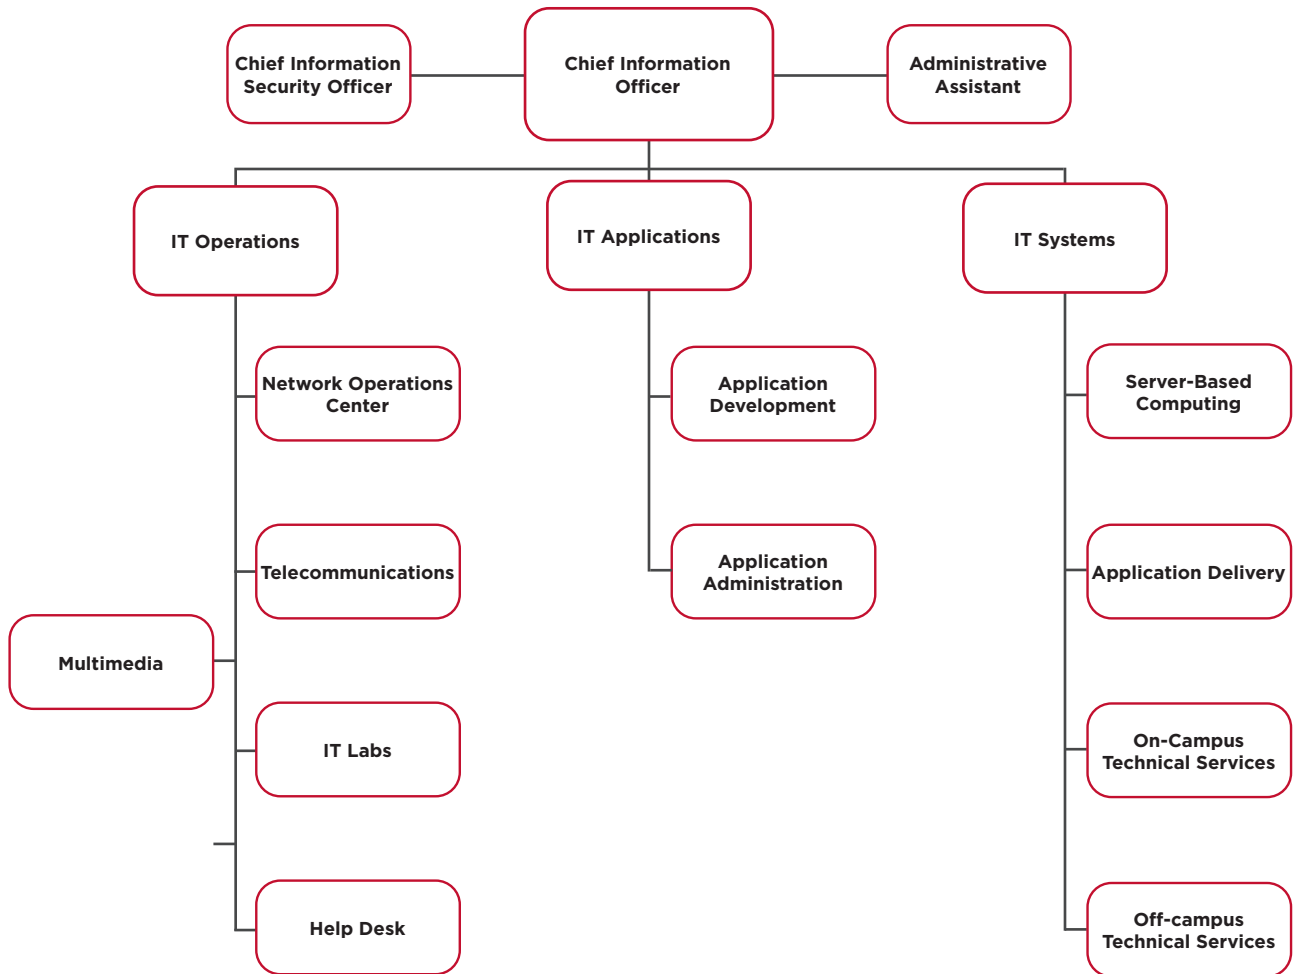 Chief Information
Security Officer
Chief Information
Officer
Administrative
Assistant
IT Operations
IT Applications
IT Systems
Network Operations
Center
Application
Development
Server-Based
Computing
Telecommunications
Application
Administration
Application Delivery
Multimedia
IT Labs
On-Campus
Technical Services
Help Desk
Off-campus
Technical Services